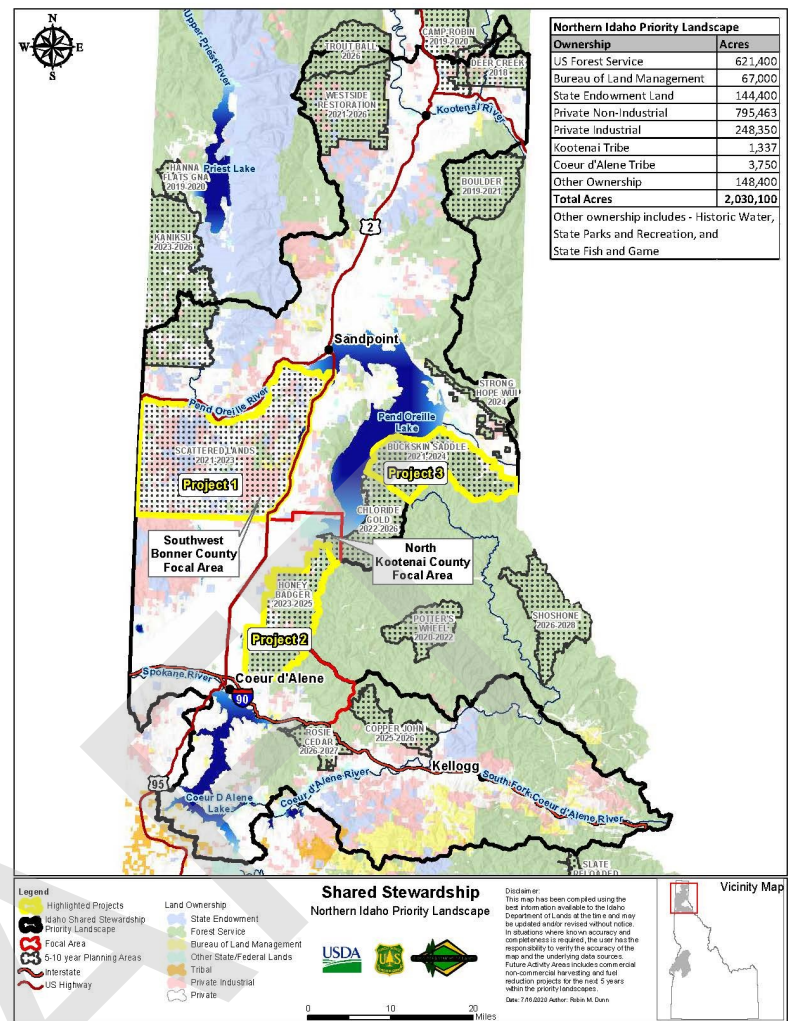 N
W E
S
Northern Idaho Priority Landscape
Ownership Acres
US Forest Service 621,400
Bureau of Land Management 67,000
State Endowment Land 144,400
Private Non-Industrial 795,463
Private Industrial 248,350
Kootenai Tribe 1,337
Coeur d'Alene Tribe 3,750
Other Ownership 148,400
Total Acres 2,030,100
Other ownership includes - Historic Water,
State Parks and Recreation, and
State Fish and Game
Upper Priest River
TROUT BALL
2026
CAMP ROBIN
2019-2020
DEER CREEK
2018
WESTSIDE
RESTORATION
2021-2026
Kootenai River
HANNA
FLATS GNA
2019-2020
Priest Lake
BOULDER
2019-2021
KANIKSU
2023-2026
2
Sandpoint
STRONG
HOPE WUI
2024
Pend Oreille River
Pend Oreille
Lake
SCATTERED LANDS
2021-2023
Project 1
BUCKSKIN SADDLE
2021-2024
Project 3
CHLORIDE
GOLD
2022-2026
Southwest
Bonner County
Focal Area
North
Kootenai County
Focal Area
HONEY
BADGER
2023-2025
Project 2
POTTER'S
WHEEL
2020-2022
SHOSHONE
2026-2028
Spokane River
Coeur d'Alene
90
ROSIE
CEDAR
2026-2027
COPPER JOHN
2025-2026
Kellogg
95
Coeur D Alene
Lake
Coeur d'Alene River
South Fork Coeur d'Alene River
SLATE
RELOADED
Legend
Highlighted Projects
Idaho Shared Stewardship
Priority Landscape
Focal Area
5-10 year Planning Areas
Interstate
US Highway
Land Ownership
State Endowment
Forest Service
Bureau of Land Management
Other State/Federal Lands
Tribal
Private Industrial
Private
Shared Stewardship
Northern Idaho Priority Landscape
USDA
0 10 20
Miles
Disclaimer:
This map has been compiled using the
best information available to the Idaho
Department of Lands at the time and may
be updated and/or revised without notice.
In situations where known accuracy and
completeness is required, the user has the
responsibility to verify the accuracy of the
map and the underlying data sources.
Future Activity Areas includes commercial
non-commercial harvesting and fuel
reduction projects for the next 5 years
within the priority landscapes.
Date: 7/16/2020 Author: Robin M. Dunn
Vicinity Map